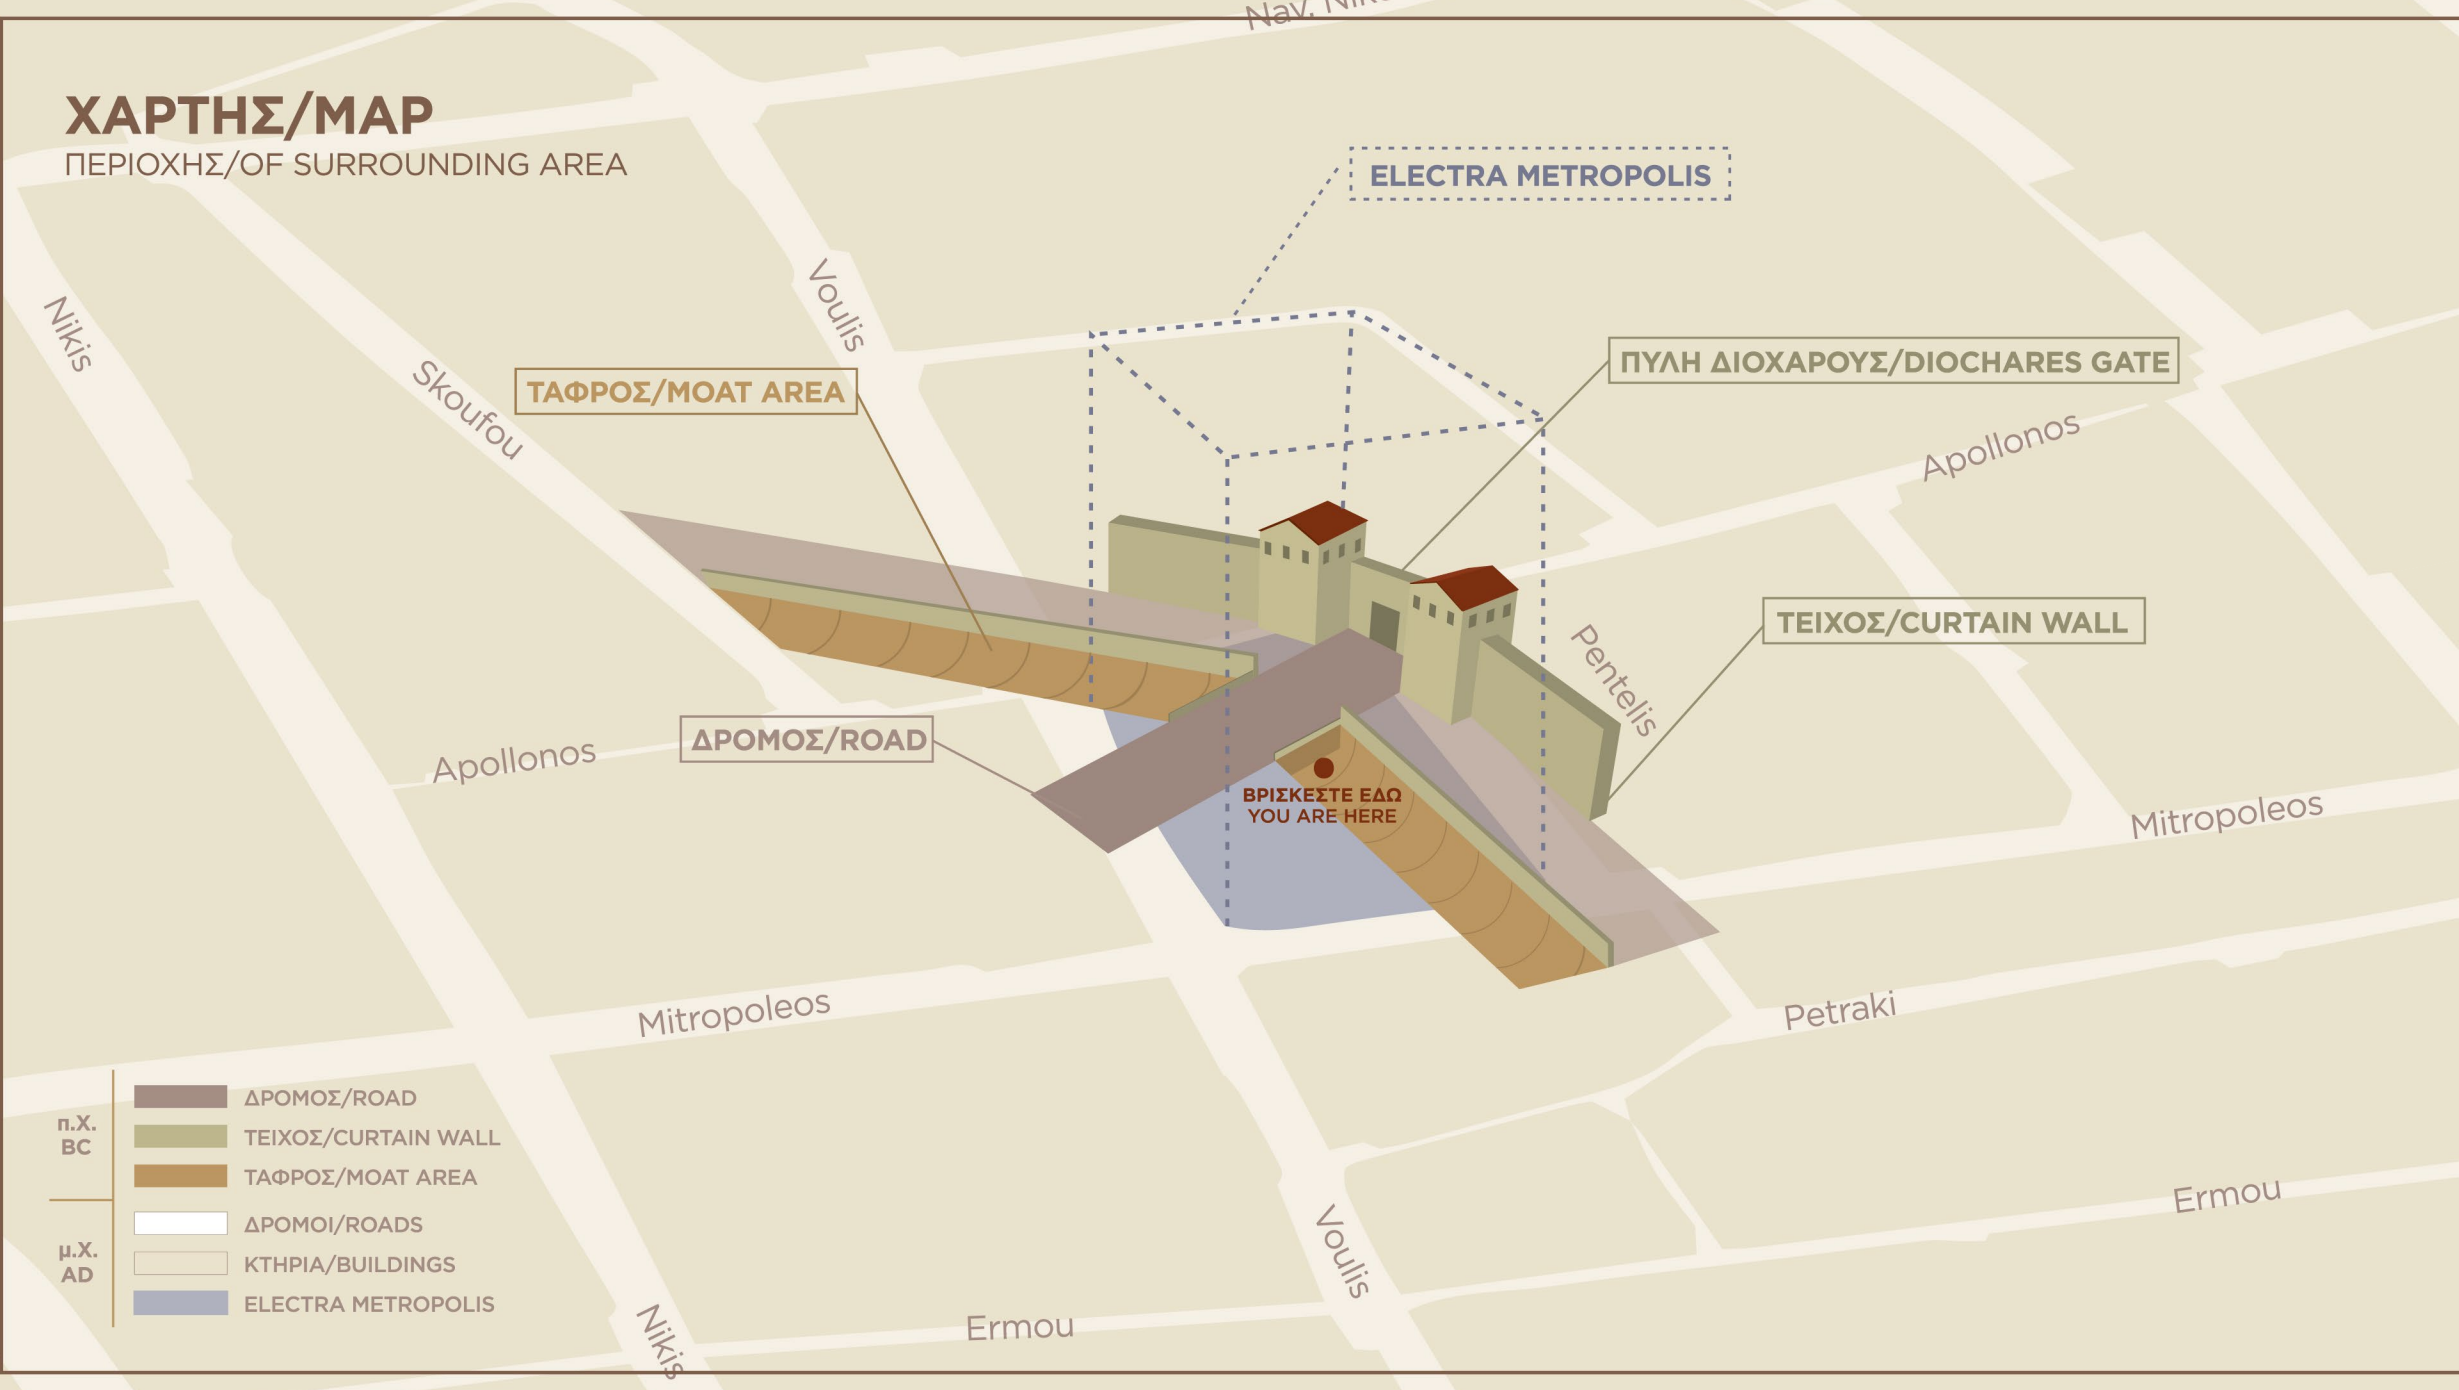 Nav.
ΧΑΡΤΗΣ/MAP
ΠΕΡΙΟΧΗΣ/OF SURROUNDING AREA
ELECTRA METROPOLIS
Nikis
Voulis
Skoufou
ΤΑΦΡΟΣ/MOAT AREA
ΠΥΛΗ ΔΙΟΧΑΡΟΥΣ/DIOCHARES GATE
Apollonos
ΤΕΙΧΟΣ/CURTAIN WALL
Pentelis
ΔΡΟΜΟΣ/ROAD
Apollonos
ΒΡΙΣΚΕΣΤΕ ΕΔΩ
YOU ARE HERE
Mitropoleos
Mitropoleos
Petraki
π.Χ.
BC
ΔΡΟΜΟΣ/ROAD
ΤΕΙΧΟΣ/CURTAIN WALL
ΤΑΦΡΟΣ/MOAT AREA
μ.Χ.
AD
ΔΡΟΜΟΙ/ROADS
ΚΤΗΡΙΑ/BUILDINGS
ELECTRA METROPOLIS
Ermou
Voulis
Ermou
Nikis